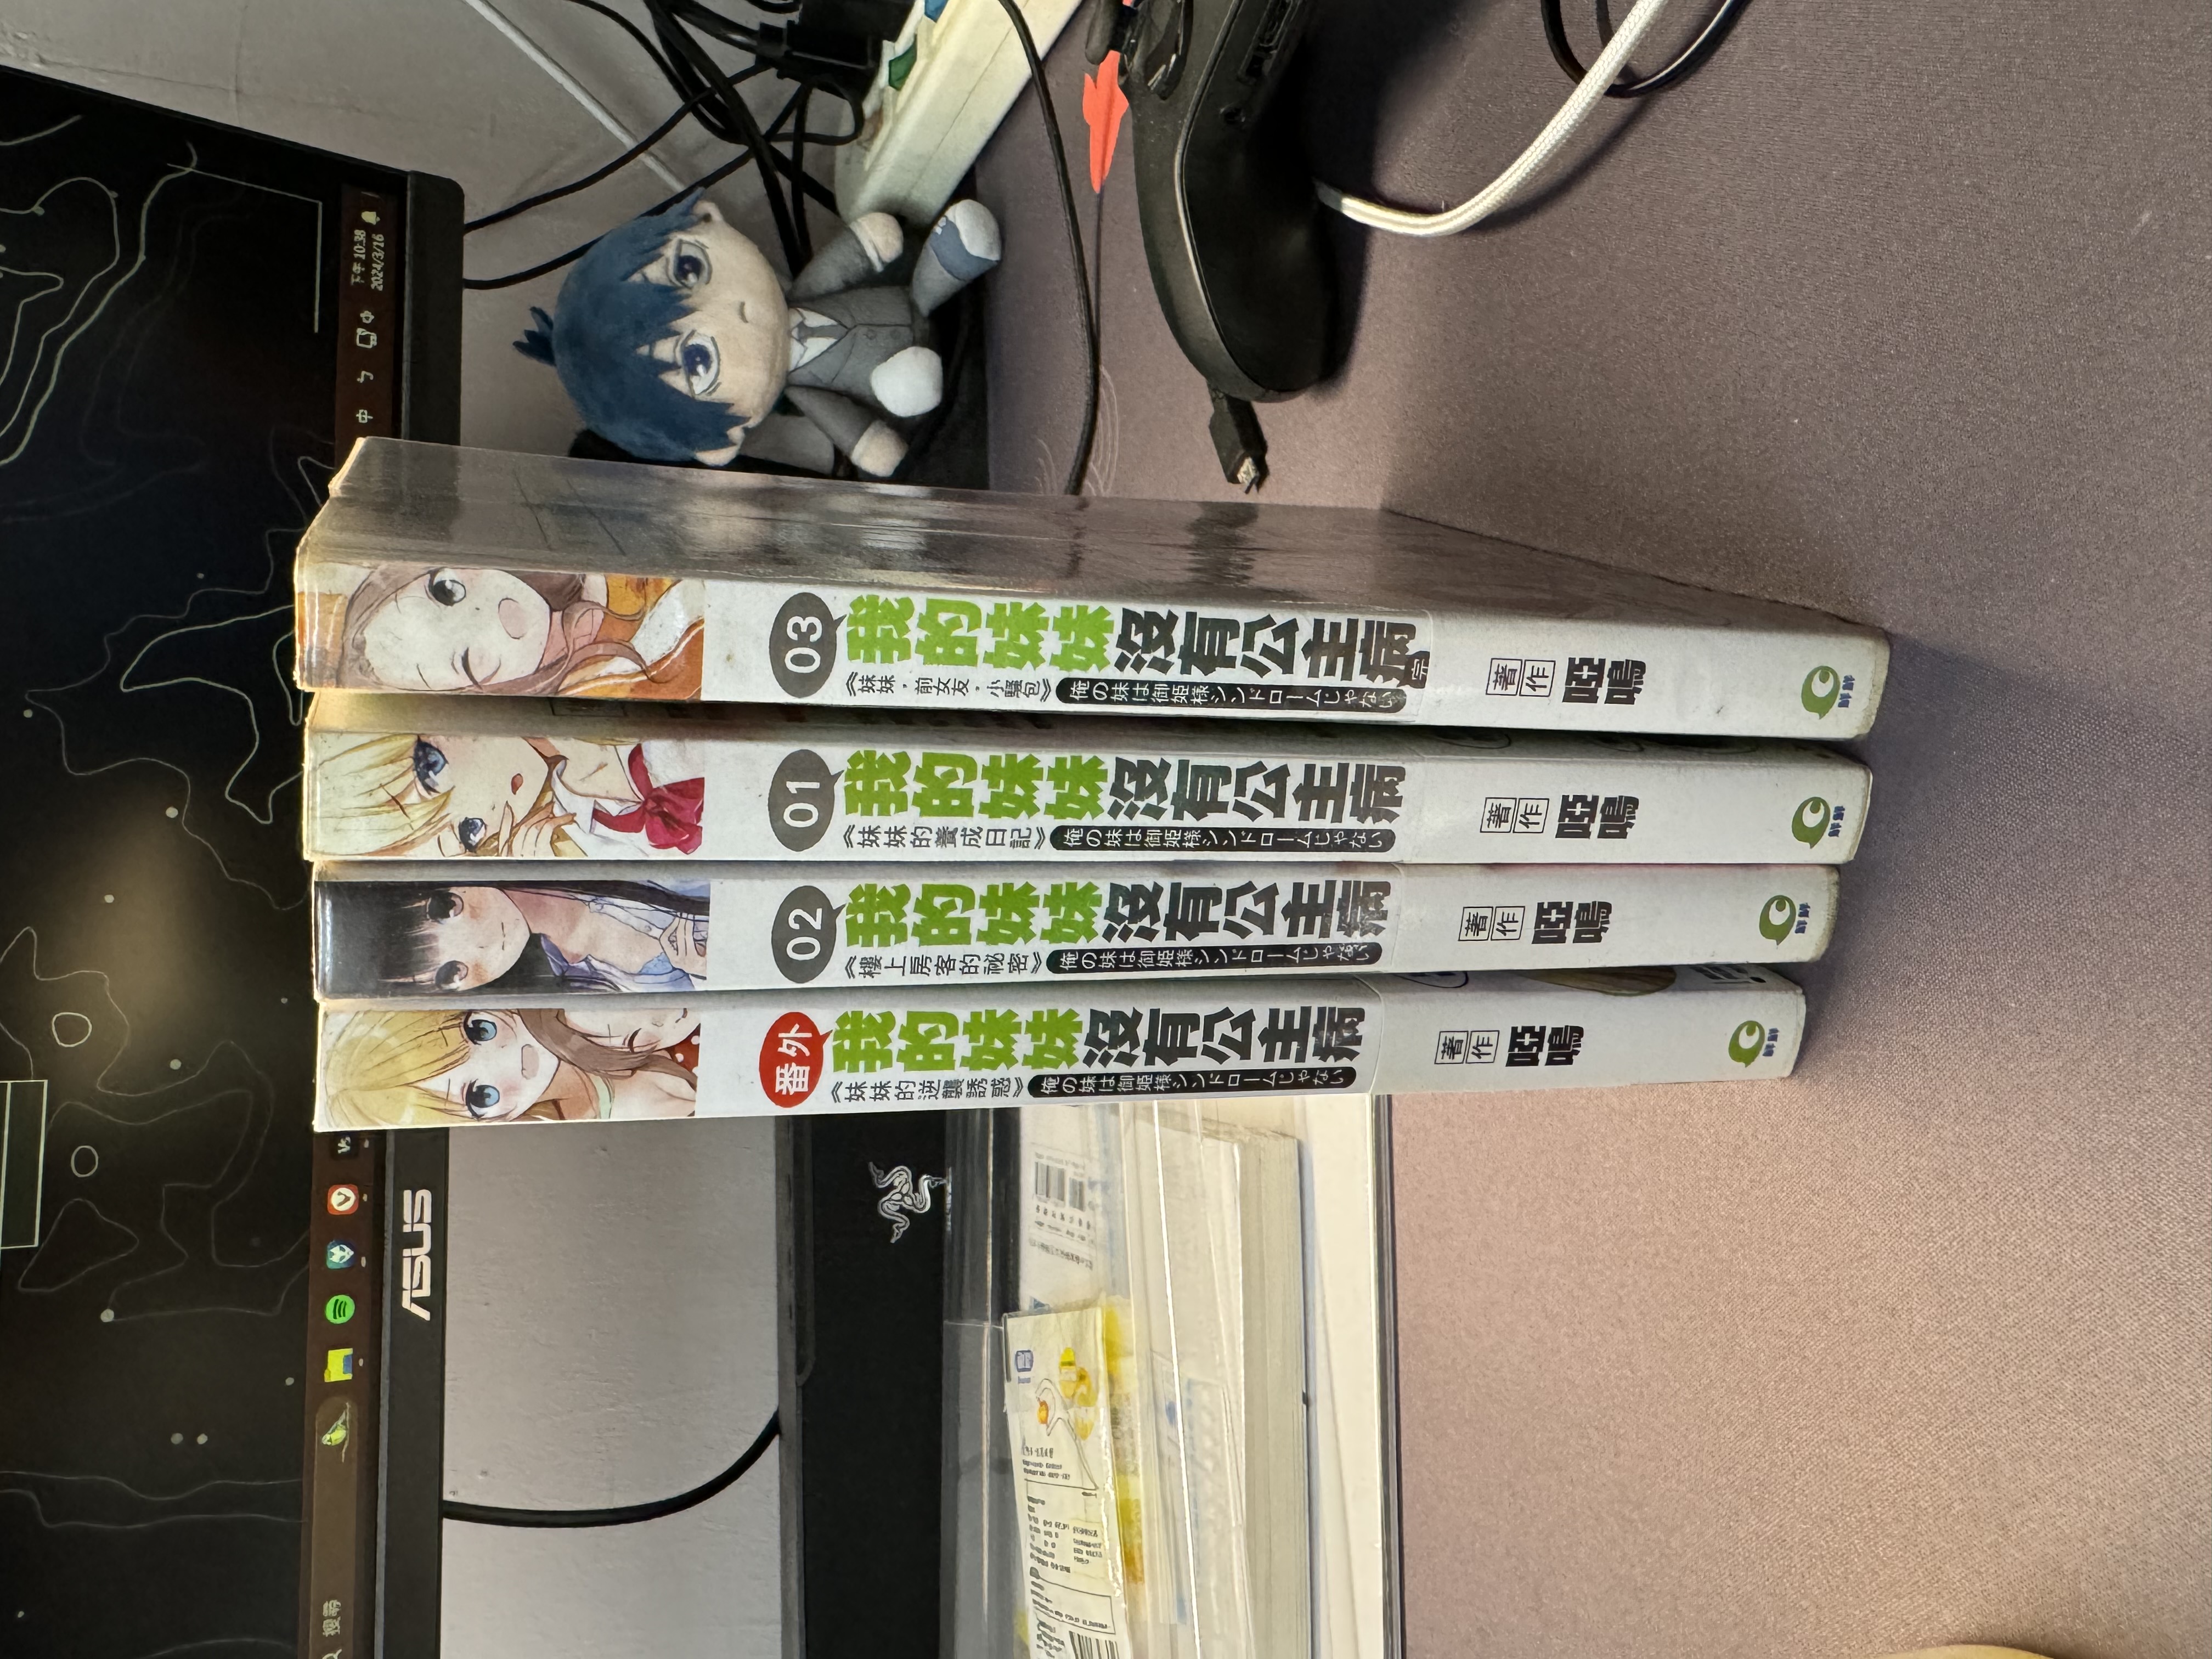 搜尋
中
ㄅ
下午 10:38
2024/3/16
ASUS
番外
我的妹妹沒有公主病
《妹妹的逆襲誘惑》
俺の妹は御姫様シンドロームじゃない
著作
啞鳴
鮮鮮
02
我的妹妹沒有公主病
《樓上房客的祕密》
俺の妹は御姫様シンドロームじゃない
著作
啞鳴
鮮鮮
01
我的妹妹沒有公主病
《妹妹的養成日記》
俺の妹は御姫様シンドロームじゃない
著作
啞鳴
鮮鮮
03
我的妹妹沒有公主病
完
《妹妹，前女友，小騷包》
俺の妹は御姫様シンドロームじゃない
著作
啞鳴
鮮鮮